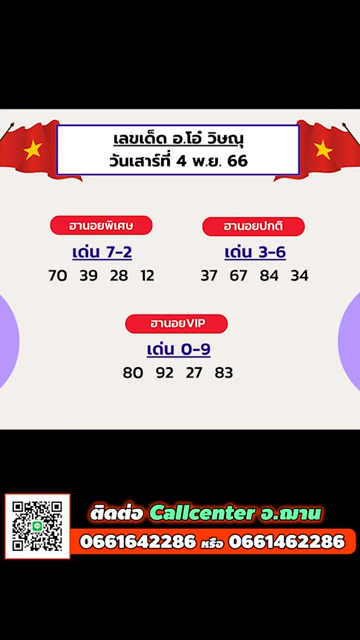 เลขเด็ด อ.โอ๋ วิษณุ
วันเสาร์ที่ 4 พ.ย. 66
ฮานอยพิเศษ
เด่น 7-2
70 39 28 12
ฮานอยปกติ
เด่น 3-6
37 67 84 34
ฮานอยVIP
เด่น 0-9
80 92 27 83
ติดต่อ Callcenter อ.ฌาน
0661642286 หรือ 0661462286